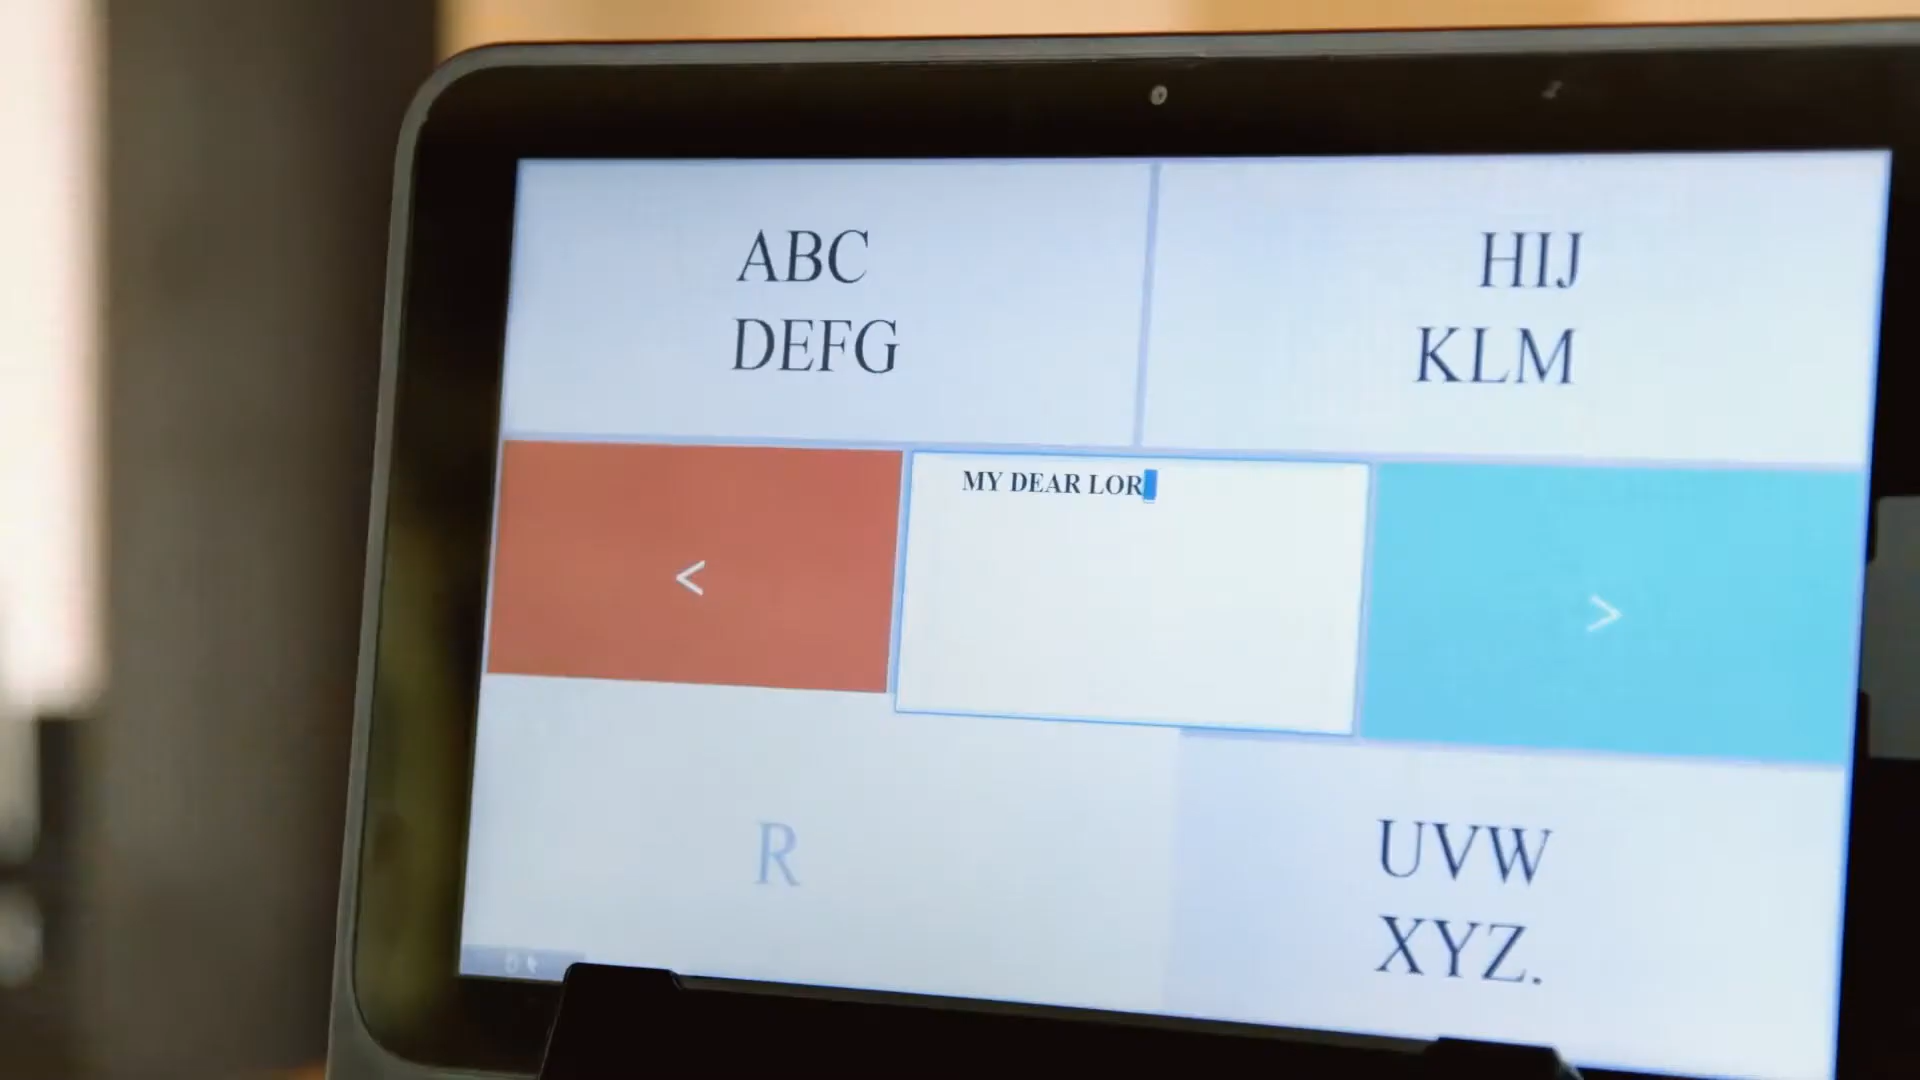 ABC
DEFG
HIJ
KLM
<
MY DEAR LOR
>
R
UVW
XYZ.